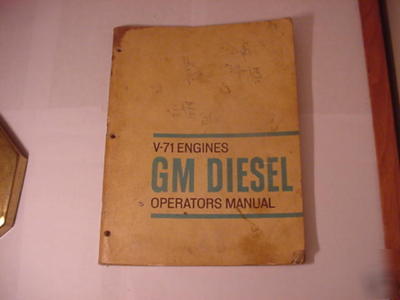 V-71 ENGINES
GM DIESEL
OPERATORS MANUAL